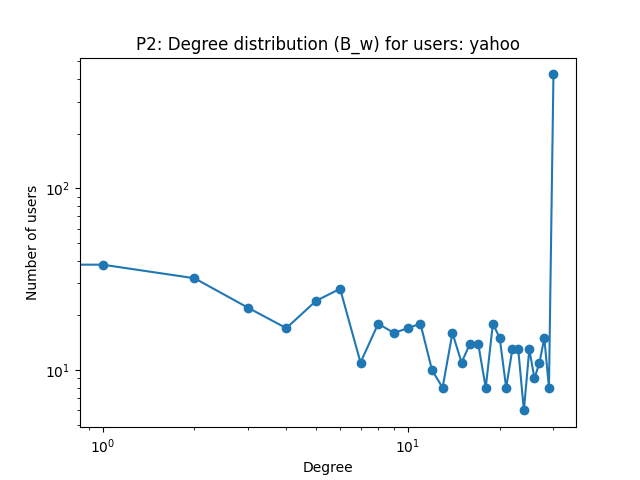 P2: Degree distribution (B_w) for users: yahoo
Number of users
10²
10¹
10⁰
10¹
Degree